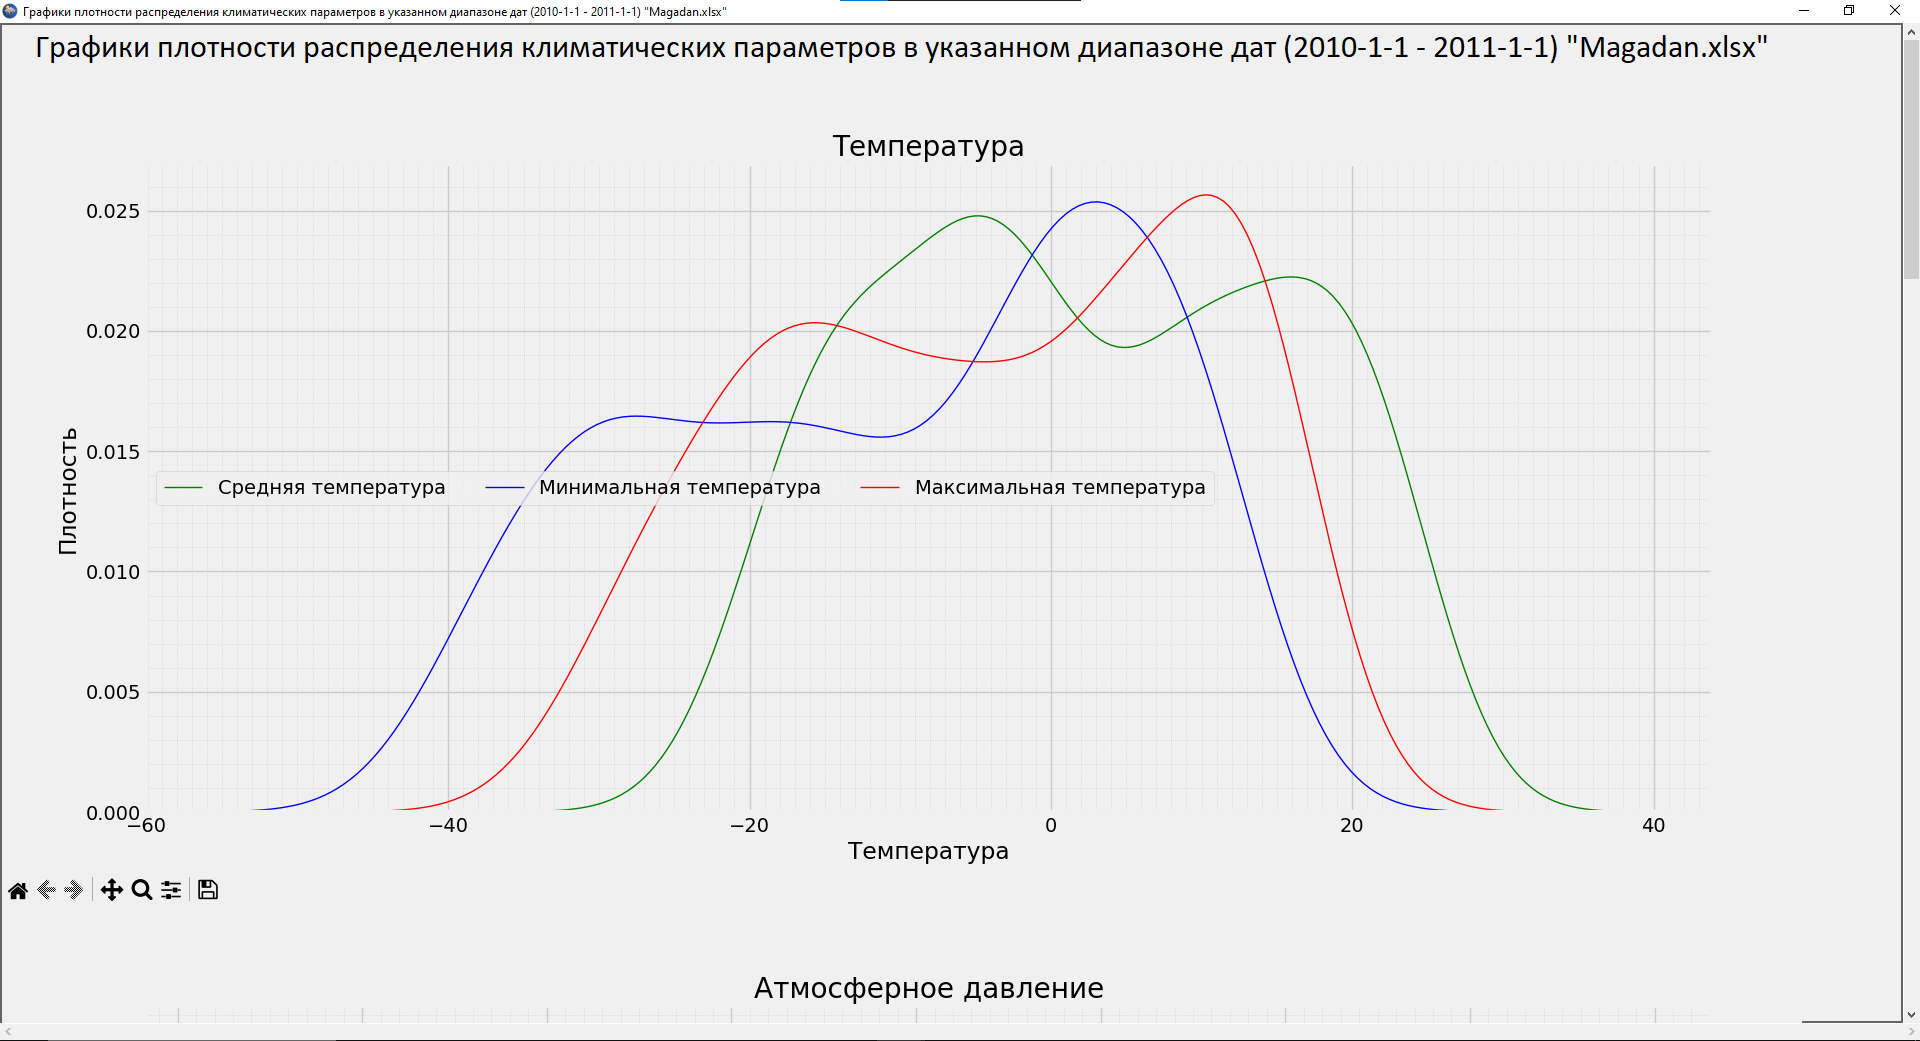 Графики плотности распределения климатических параметров в указанном диапазоне дат (2010-1-1 - 2011-1-1) "Magadan.xlsx"
Графики плотности распределения климатических параметров в указанном диапазоне дат (2010-1-1 - 2011-1-1) "Magadan.xlsx"
Температура
0.025
0.020
0.015
0.010
0.005
0.000
Плотность
Средняя температура Минимальная температура Максимальная температура
−60 −40 −20 0 20 40
Температура
Атмосферное давление